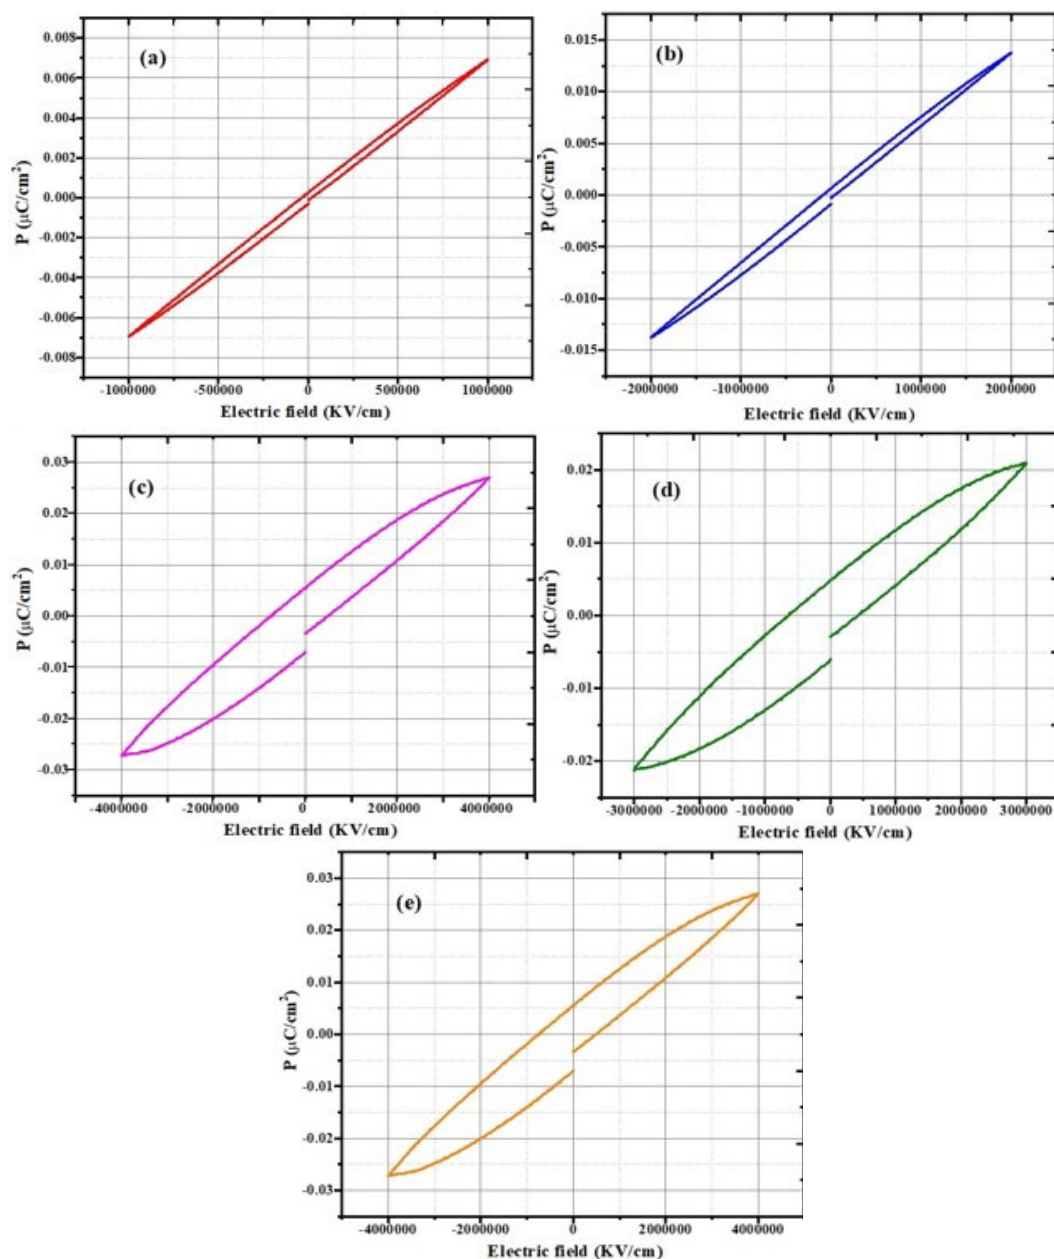 (a)
P (μC/cm²)
0.008
0.006
0.004
0.002
0.000
-0.002
-0.004
-0.006
-0.008
-1000000 -500000 0 500000 1000000
Electric field (KV/cm)
(b)
P (μC/cm²)
0.015
0.010
0.005
0.000
-0.005
-0.010
-0.015
-2000000 -1000000 0 1000000 2000000
Electric field (KV/cm)
(c)
P (μC/cm²)
0.03
0.02
0.01
0.00
-0.01
-0.02
-0.03
-4000000 -2000000 0 2000000 4000000
Electric field (KV/cm)
(d)
P (μC/cm²)
0.02
0.01
0.00
-0.01
-0.02
-3000000 -2000000 -1000000 0 1000000 2000000 3000000
Electric field (KV/cm)
(e)
P (μC/cm²)
0.03
0.02
0.01
0.00
-0.01
-0.02
-0.03
-4000000 -2000000 0 2000000 4000000
Electric field (KV/cm)